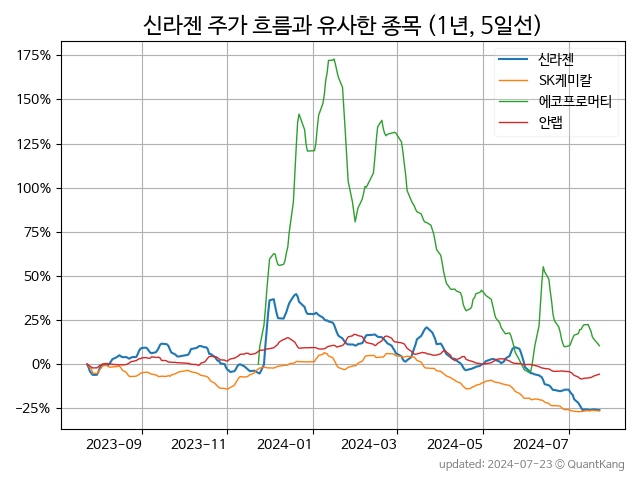 신라젠 주가 흐름과 유사한 종목 (1년, 5일선)
신라젠
SK케미칼
에코프로머티
안랩
175%
150%
125%
100%
75%
50%
25%
0%
−25%
2023-09 2023-11 2024-01 2024-03 2024-05 2024-07
updated: 2024-07-23 © QuantKang